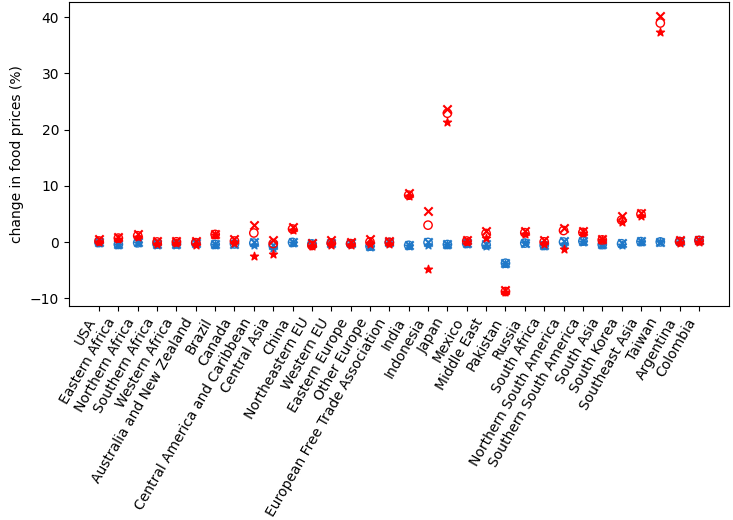 change in food prices (%)
40
30
20
10
0
−10
USA
Eastern Africa
Northern Africa
Southern Africa
Western Africa
Australia and New Zealand
Brazil
Canada
Central America and Caribbean
Central Asia
China
Northeastern EU
Western EU
Eastern Europe
Other Europe
European Free Trade Association
India
Indonesia
Japan
Mexico
Middle East
Pakistan
Russia
South Africa
Northern South America
Southern South America
South Asia
South Korea
Southeast Asia
Taiwan
Argentina
Colombia